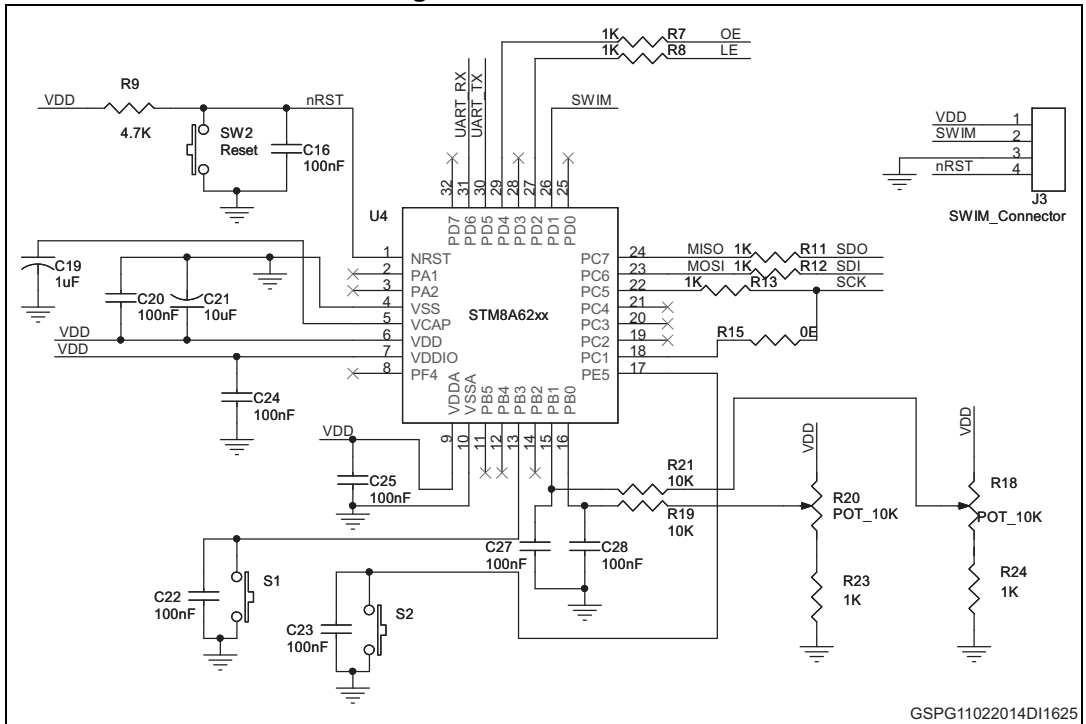 1K R7 OE
1K R8 LE
R9
VDD
4.7K
nRST
SW2
Reset
C16
100nF
UART_RX
UART_TX
SWIM
VDD 1
SWIM 2
3
nRST 4
J3
SWIM_Connector
32
31
30
29
28
27
26
25
U4
PD7
PD6
PD5
PD4
PD3
PD2
PD1
PD0
1 NRST
2 PA1
3 PA2
4 VSS
5 VCAP
6 VDD
7 VDDIO
8 PF4
STM8A62xx
PC7 24 MISO 1K R11 SDO
PC6 23 MOSI 1K R12 SDI
PC5 22 1K R13 SCK
PC4 21
PC3 20
PC2 19
PC1 18 R15 0E
PE5 17
C19
1uF
C20
100nF
C21
10uF
VDD
VDD
C24
100nF
VDDA
VSSA
PB5
PB4
PB3
PB2
PB1
PB0
9
10
11
12
13
14
15
16
VDD
C25
100nF
R21
10K
R19
10K
VDD
R20
POT_10K
VDD
R18
POT_10K
C27
100nF
C28
100nF
R23
1K
R24
1K
C22
100nF
S1
C23
100nF
S2
GSPG11022014DI1625